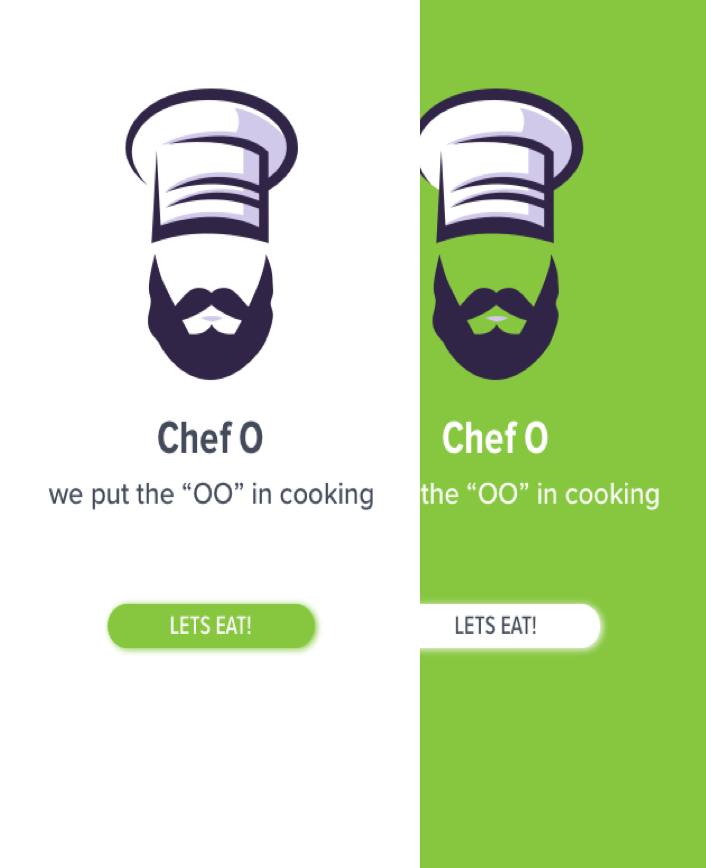 Chef O
we put the “OO” in cooking
LETS EAT!
Chef O
the “OO” in cooking
LETS EAT!